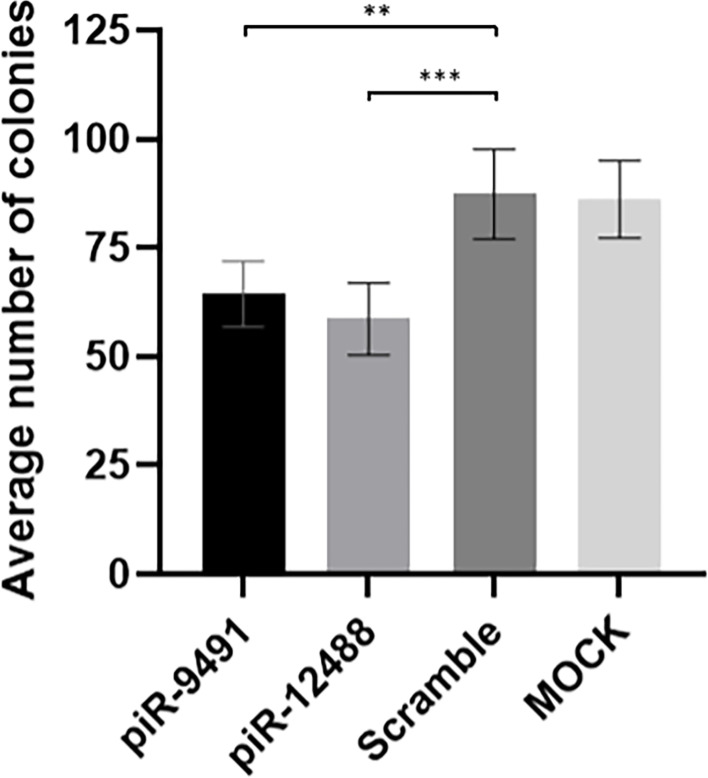 Average number of colonies
125
100
75
50
25
0
**
***
piR-9491
piR-12488
Scramble
MOCK